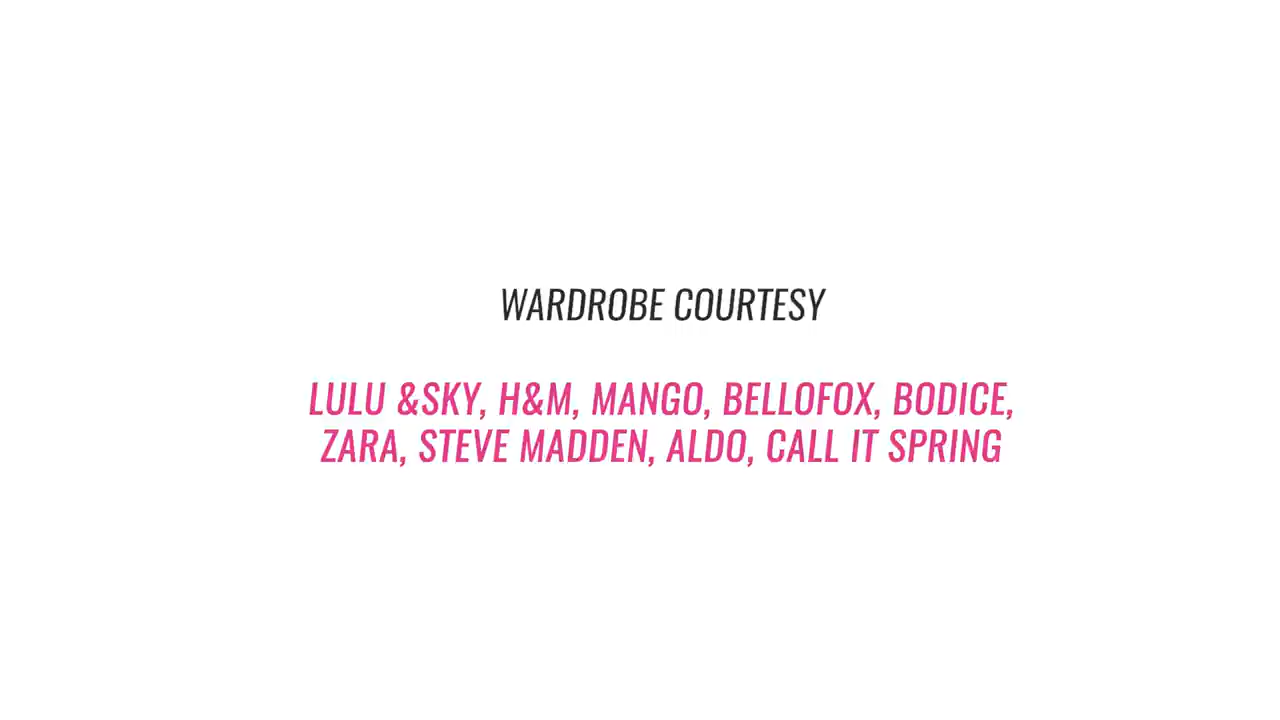 WARDROBE COURTESY
LULU &SKY, H&M, MANGO, BELLOFOX, BODICE,
ZARA, STEVE MADDEN, ALDO, CALL IT SPRING